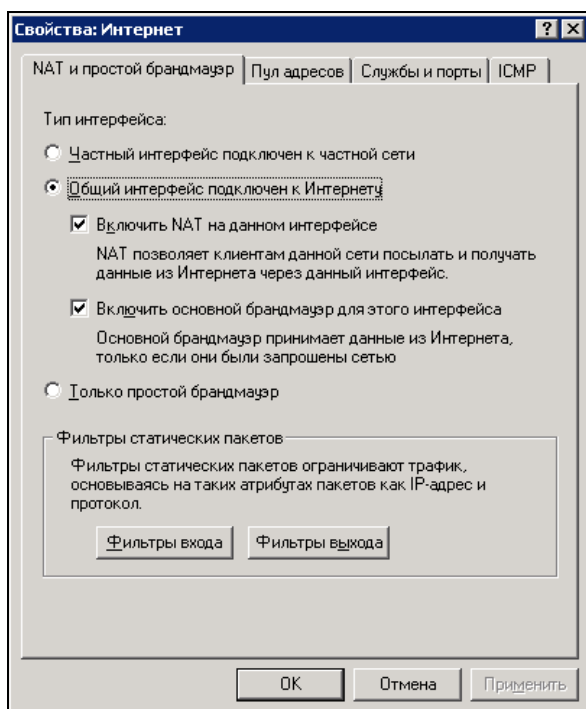 Свойства: Интернет
NAT и простой брандмауэр
Пул адресов
Службы и порты
ICMP
Тип интерфейса:
Частный интерфейс подключен к частной сети
Общий интерфейс подключен к Интернету
Включить NAT на данном интерфейсе
NAT позволяет клиентам данной сети посылать и получать
данные из Интернета через данный интерфейс.
Включить основной брандмауэр для этого интерфейса
Основной брандмауэр принимает данные из Интернета,
только если они были запрошены сетью
Только простой брандмауэр
Фильтры статических пакетов
Фильтры статических пакетов ограничивают трафик,
основываясь на таких атрибутах пакетов как IP-адрес и
протокол.
Фильтры входа
Фильтры выхода
OK
Отмена
Применить